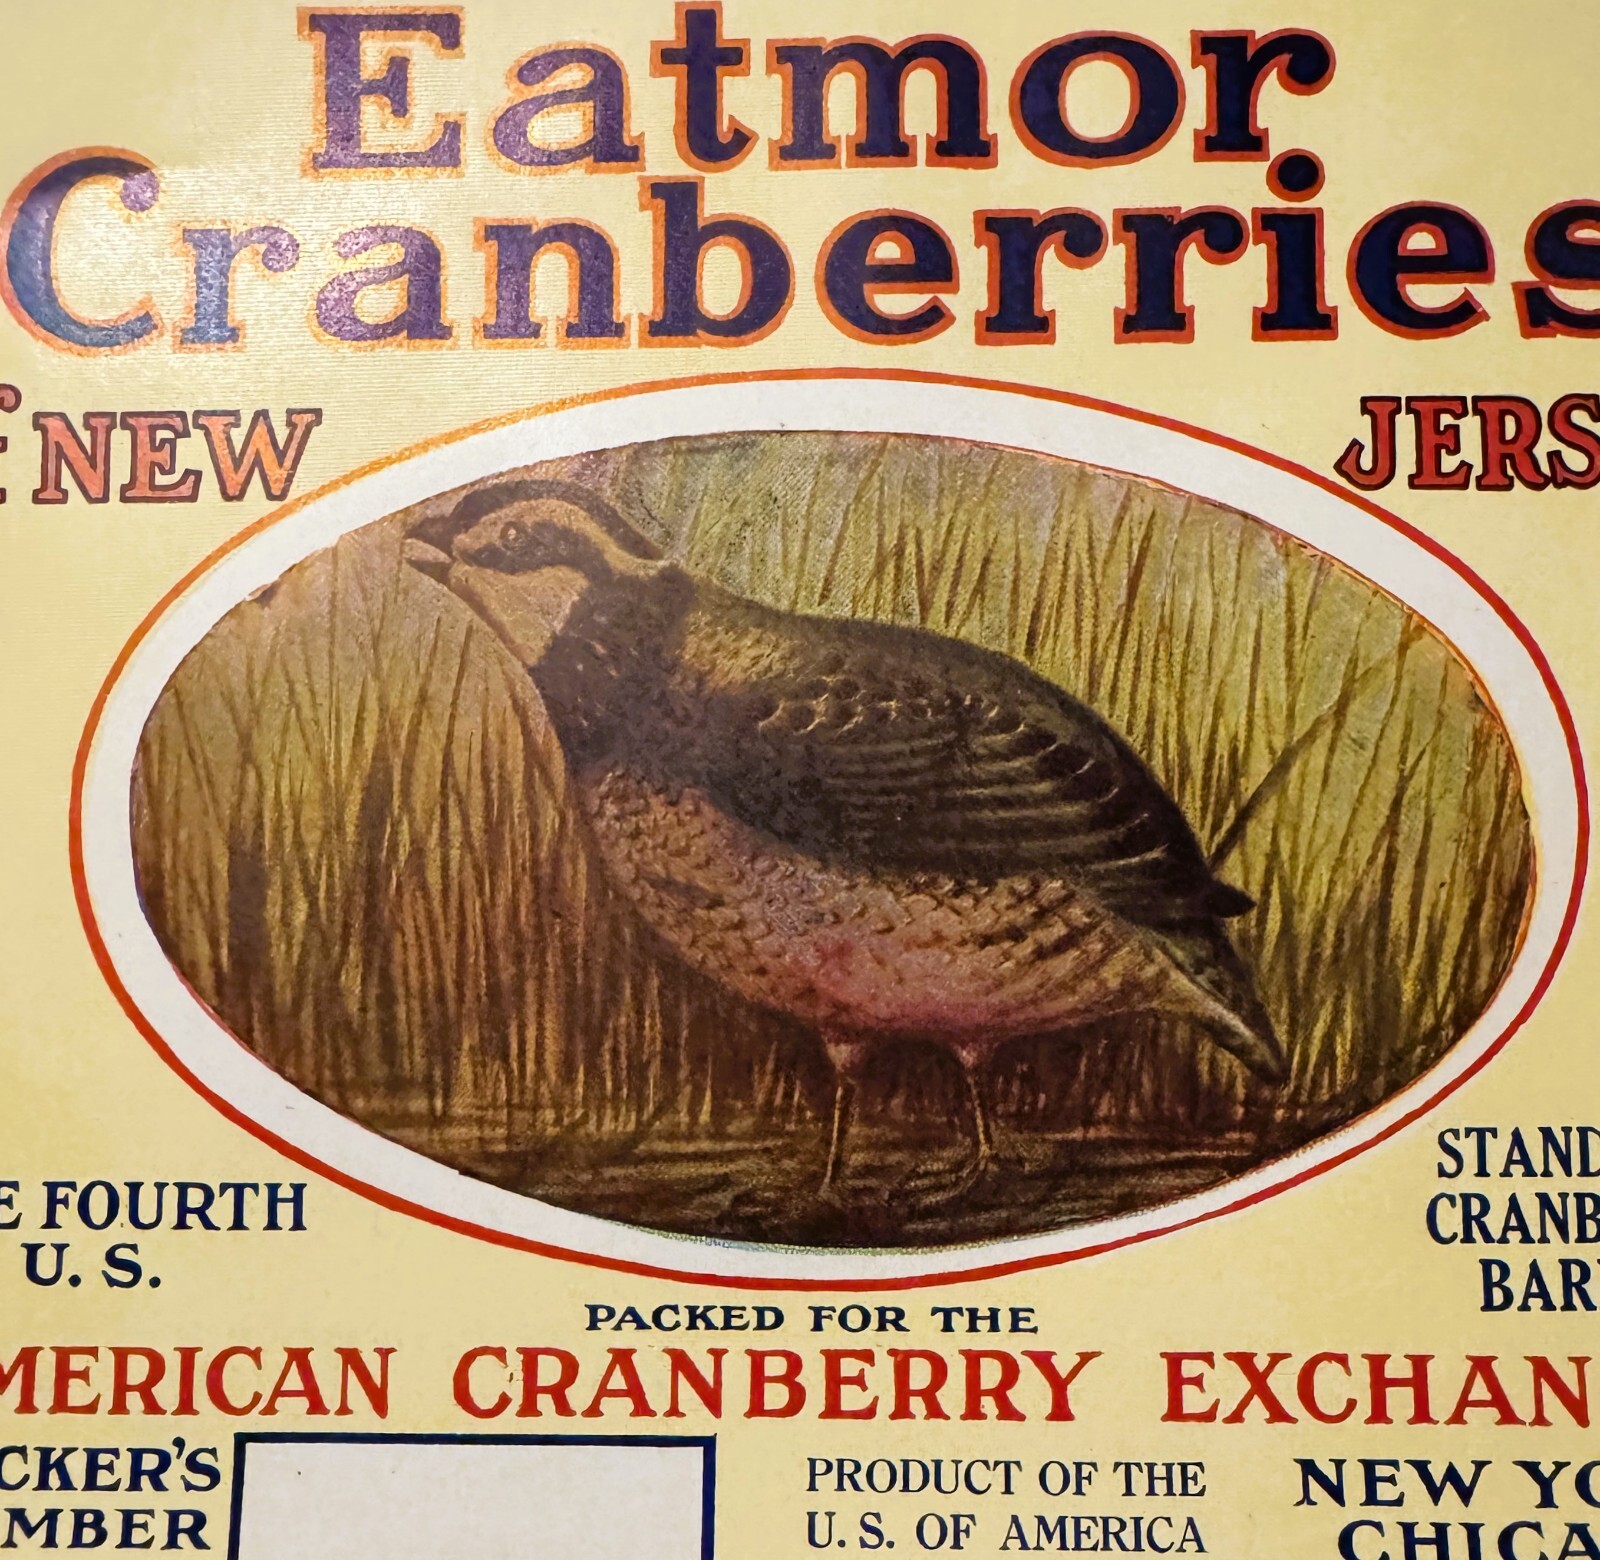 Eatmor
Cranberries
f NEW JERS
E FOURTH
U. S.
STAND
CRANB
BAR
PACKED FOR THE
MERICAN CRANBERRY EXCHAN
CKER'S
MBER
PRODUCT OF THE
U. S. OF AMERICA
NEW YO
CHICA